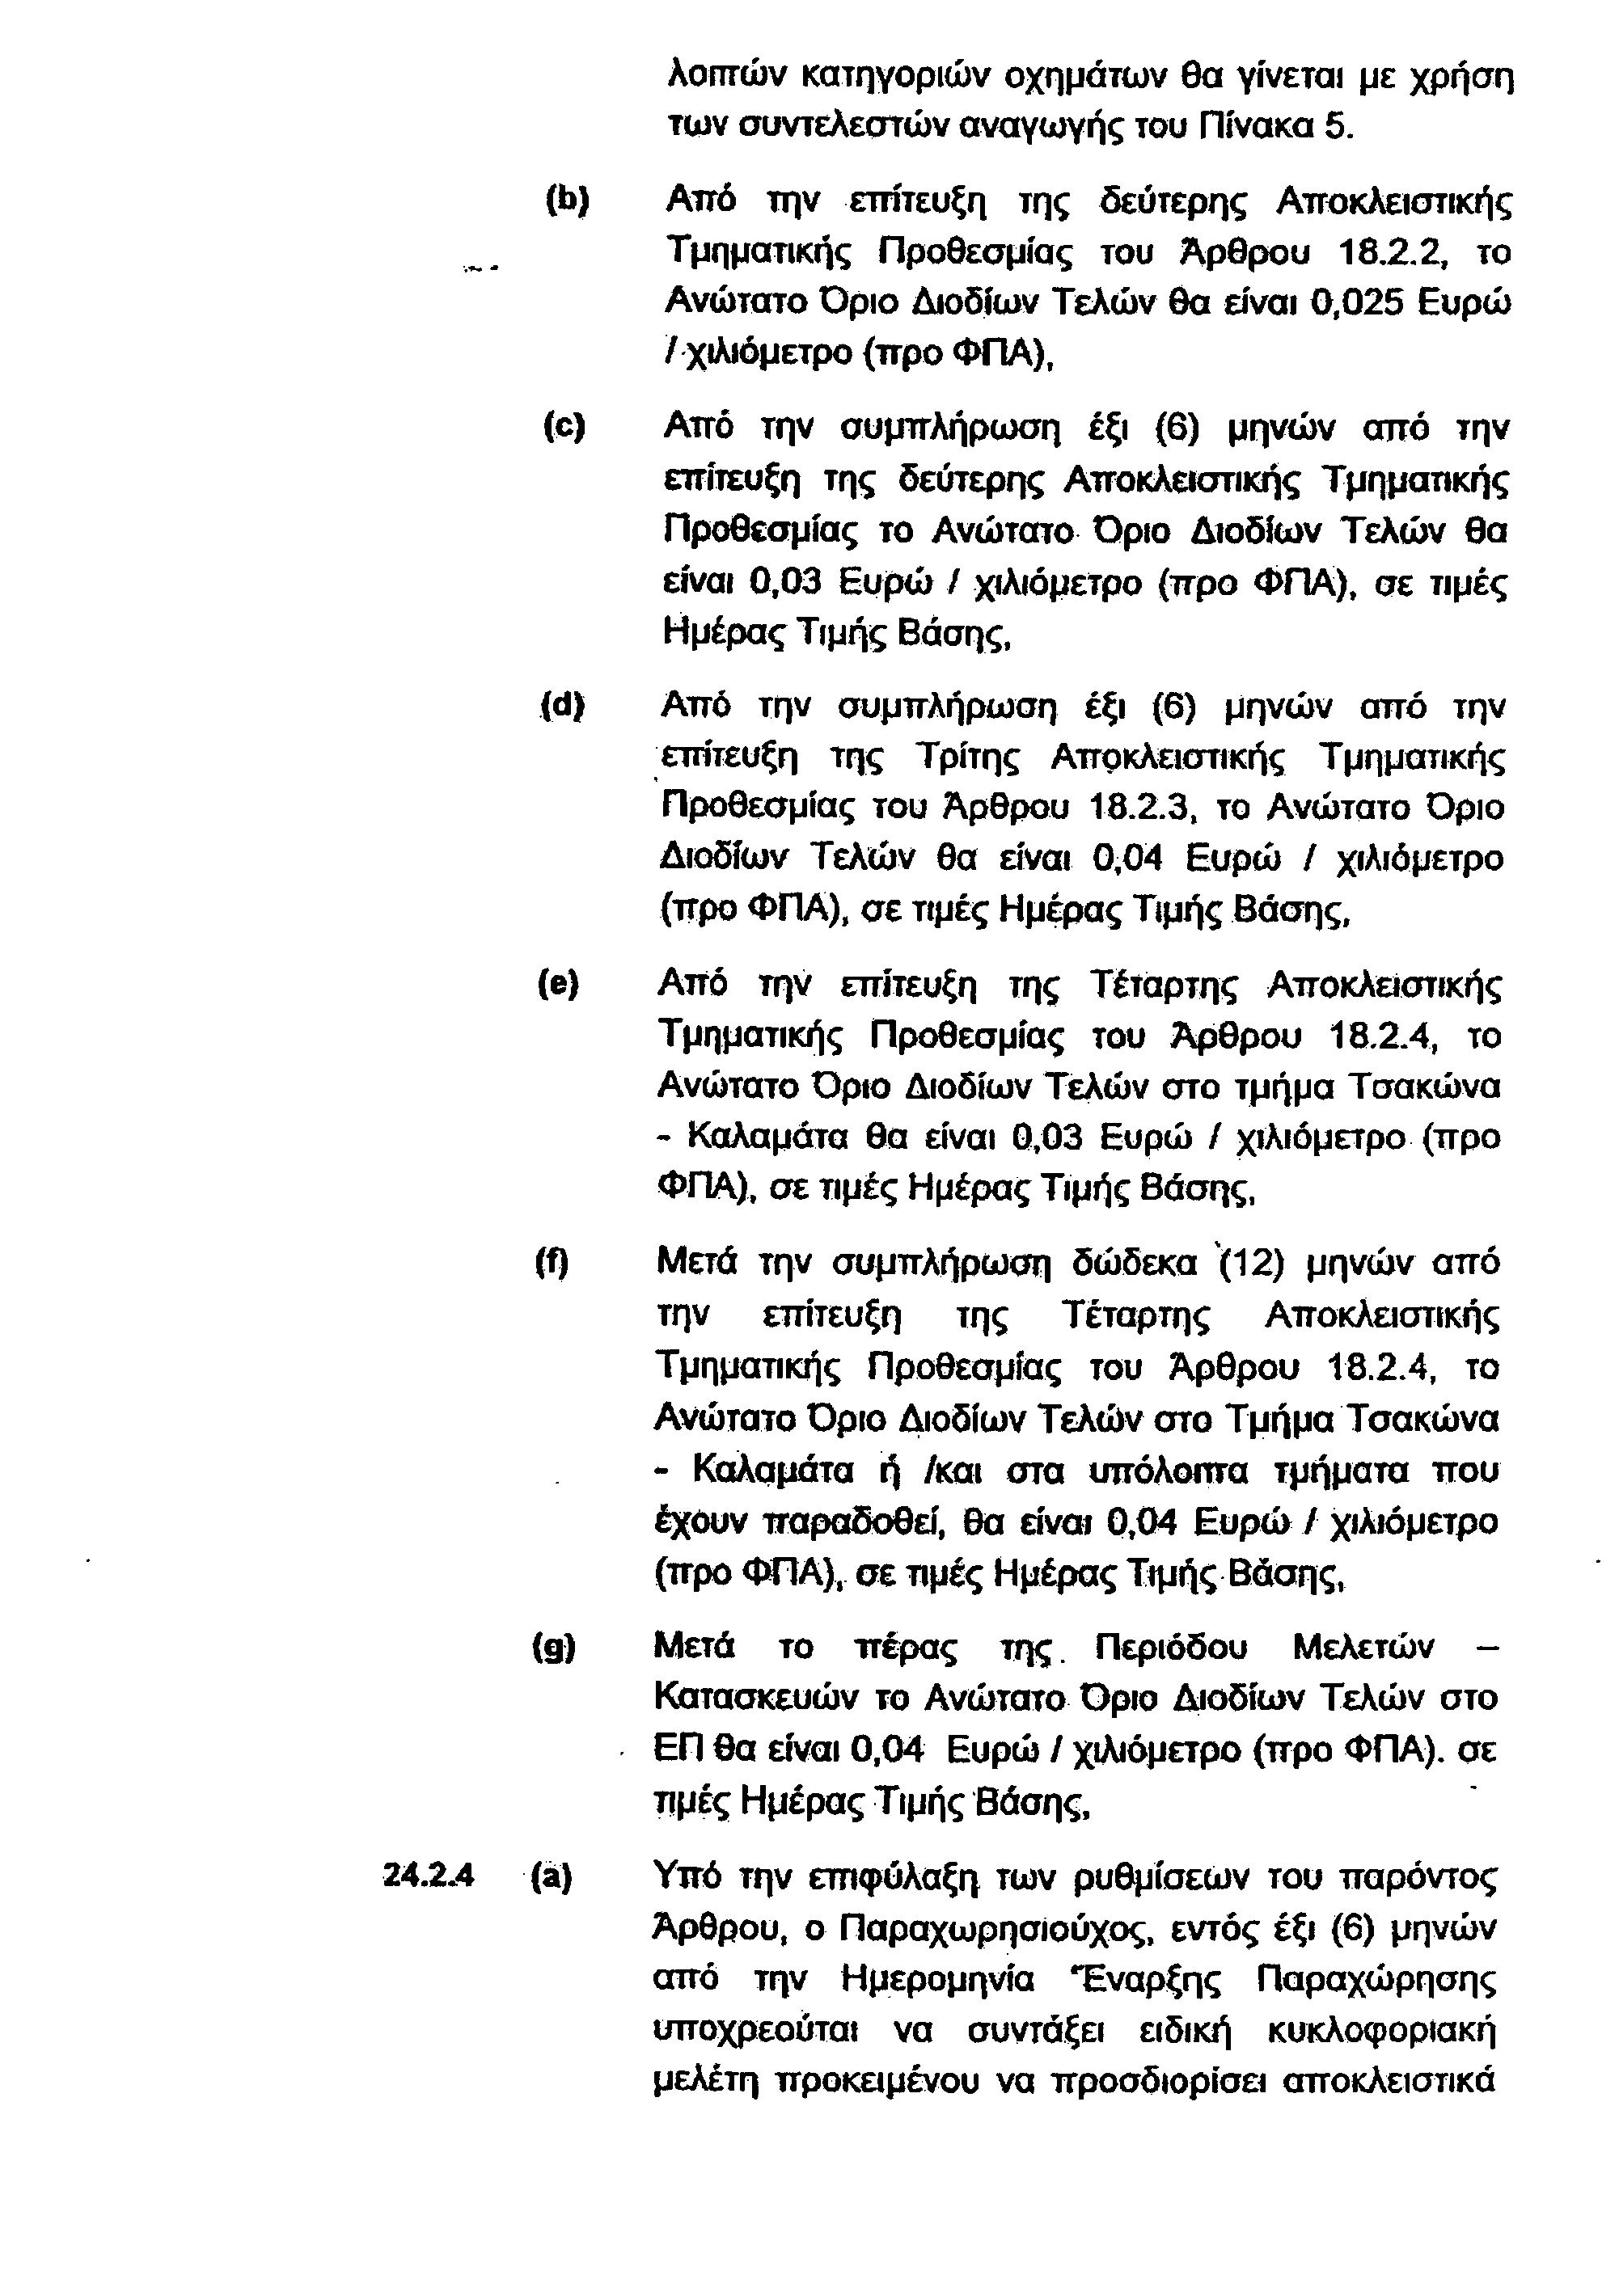 λοιπών κατηγοριών οχημάτων θα γίνεται με χρήση
των συντελεστών αναγωγής του Πίνακα 5.
(b) Από την επίτευξη της δεύτερης Αποκλειστικής
Τμηματικής Προθεσμίας του Άρθρου 18.2.2, το
Ανώτατο Όριο Διοδίων Τελών θα είναι 0,025 Ευρώ
/ χιλιόμετρο (προ ΦΠΑ),
(c) Από την συμπλήρωση έξι (6) μηνών από την
επίτευξη της δεύτερης Αποκλειστικής Τμηματικής
Προθεσμίας το Ανώτατο Όριο Διοδίων Τελών θα
είναι 0,03 Ευρώ / χιλιόμετρο (προ ΦΠΑ), σε τιμές
Ημέρας Τιμής Βάσης,
(d) Από την συμπλήρωση έξι (6) μηνών από την
επίτευξη της Τρίτης Αποκλειστικής Τμηματικής
Προθεσμίας του Άρθρου 18.2.3, το Ανώτατο Όριο
Διοδίων Τελών θα είναι 0,04 Ευρώ / χιλιόμετρο
(προ ΦΠΑ), σε τιμές Ημέρας Τιμής Βάσης,
(e) Από την επίτευξη της Τέταρτης Αποκλειστικής
Τμηματικής Προθεσμίας του Άρθρου 18.2.4, το
Ανώτατο Όριο Διοδίων Τελών στο τμήμα Τσακώνα
- Καλαμάτα θα είναι 0,03 Ευρώ / χιλιόμετρο (προ
ΦΠΑ), σε τιμές Ημέρας Τιμής Βάσης,
(f) Μετά την συμπλήρωση δώδεκα (12) μηνών από
την επίτευξη της Τέταρτης Αποκλειστικής
Τμηματικής Προθεσμίας του Άρθρου 18.2.4, το
Ανώτατο Όριο Διοδίων Τελών στο Τμήμα Τσακώνα
- Καλαμάτα ή /και στα υπόλοιπα τμήματα που
έχουν παραδοθεί, θα είναι 0,04 Ευρώ / χιλιόμετρο
(προ ΦΠΑ), σε τιμές Ημέρας Τιμής Βάσης,
(g) Μετά το πέρας της Περιόδου Μελετών –
Κατασκευών το Ανώτατο Όριο Διοδίων Τελών στο
ΕΠ θα είναι 0,04 Ευρώ / χιλιόμετρο (προ ΦΠΑ). σε
τιμές Ημέρας Τιμής Βάσης,
24.2.4 (a) Υπό την επιφύλαξη των ρυθμίσεων του παρόντος
Άρθρου, ο Παραχωρησιούχος, εντός έξι (6) μηνών
από την Ημερομηνία Έναρξης Παραχώρησης
υποχρεούται να συντάξει ειδική κυκλοφοριακή
μελέτη προκειμένου να προσδιορίσει αποκλειστικά